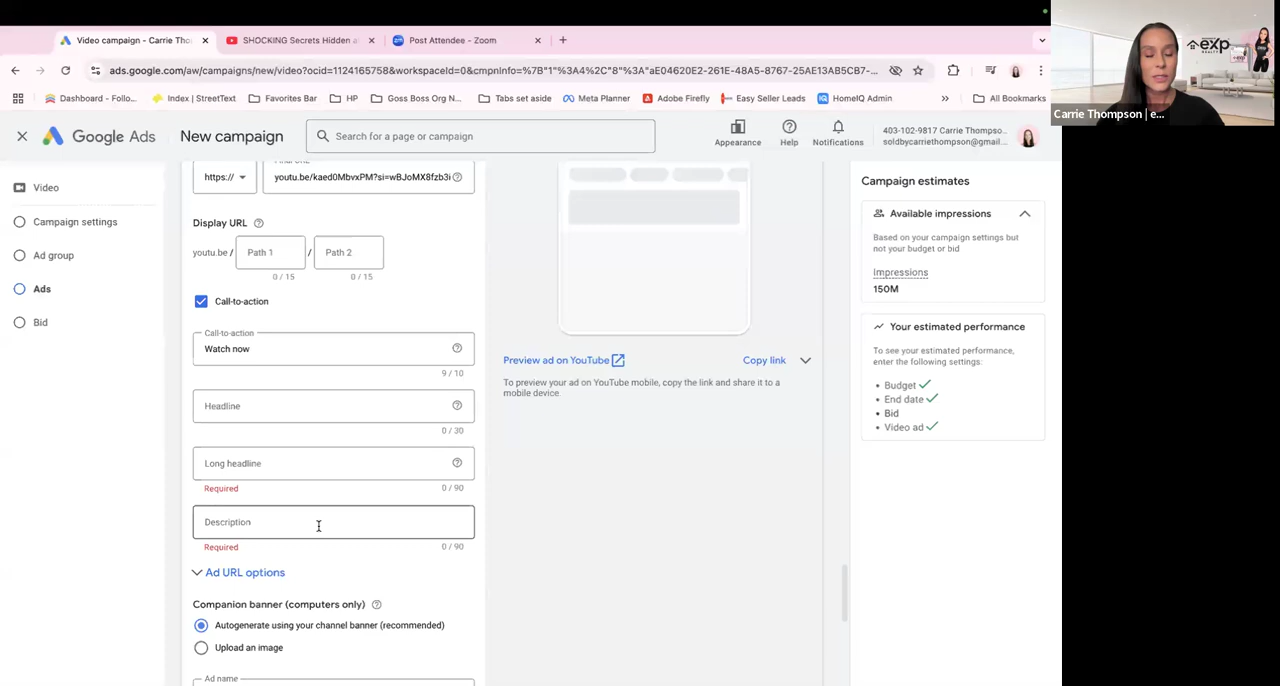 Video campaign - Carrie Tho
SHOCKING Secrets Hidden a
Post Attendee - Zoom
ads.google.com/aw/campaigns/new/video?ocid=1124165758&workspaceId=0&cmpnInfo=%7B"1"%3A4%2C"8"%3A"aE04620E2-261E-48A5-8767-25AE13AB5CB7-...
Dashboard - Follo...
Index | StreetText
Favorites Bar
HP
Goss Boss Org N...
Tabs set aside
Meta Planner
Adobe Firefly
Easy Seller Leads
HomeIQ Admin
»
All Bookmarks
exp
Carrie Thompson | e...
Google Ads
New campaign
Search for a page or campaign
Appearance
Help
Notifications
403-102-9817 Carrie Thompso...
soldbycarriethompson@gmail....
Video
Campaign settings
Ad group
Ads
Bid
https://
Final URL
youtu.be/kaed0MbvxPM?si=wBJoMX8fzb3i
Display URL
youtu.be /
Path 1
/
Path 2
0 / 15
0 / 15
Call-to-action
Call-to-action
Watch now
9 / 10
Headline
0 / 30
Long headline
Required
0 / 90
Description
Required
0 / 90
Ad URL options
Companion banner (computers only)
Autogenerate using your channel banner (recommended)
Upload an image
Ad name
Preview ad on YouTube
Copy link
To preview your ad on YouTube mobile, copy the link and share it to a
mobile device.
Campaign estimates
Available impressions
Based on your campaign settings but
not your budget or bid
Impressions
150M
Your estimated performance
To see your estimated performance,
enter the following settings:
• Budget
• End date
• Bid
• Video ad